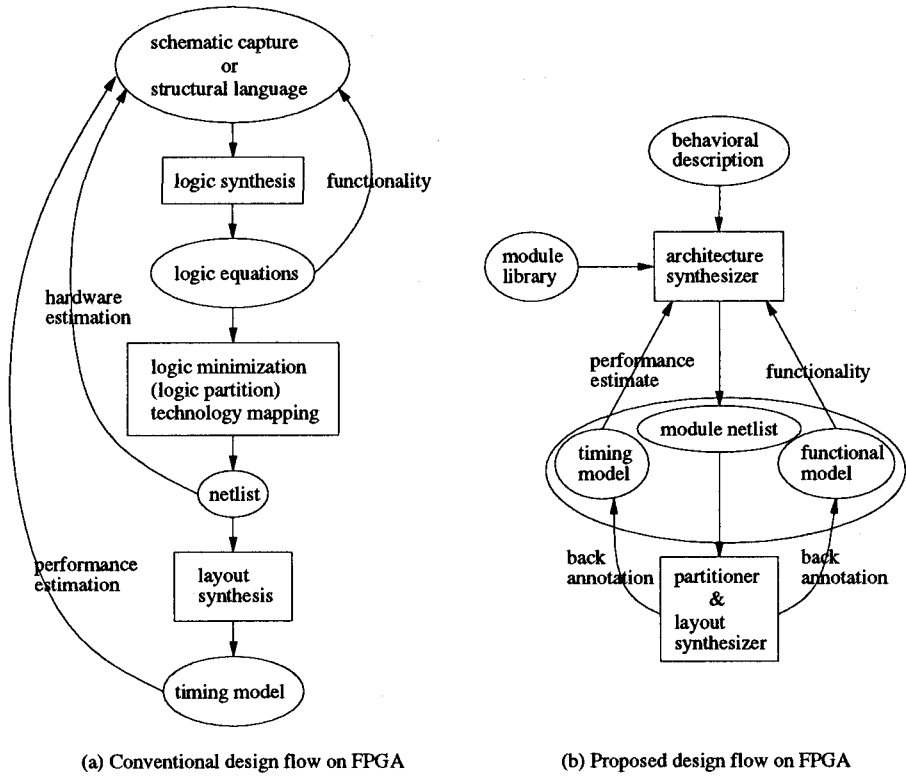 schematic capture
or
structural language
logic synthesis
functionality
logic equations
hardware
estimation
logic minimization
(logic partition)
technology mapping
netlist
performance
estimation
layout
synthesis
timing model
(a) Conventional design flow on FPGA
behavioral
description
module
library
architecture
synthesizer
performance
estimate
functionality
module netlist
timing
model
functional
model
back
annotation
back
annotation
partitioner
&
layout
synthesizer
(b) Proposed design flow on FPGA